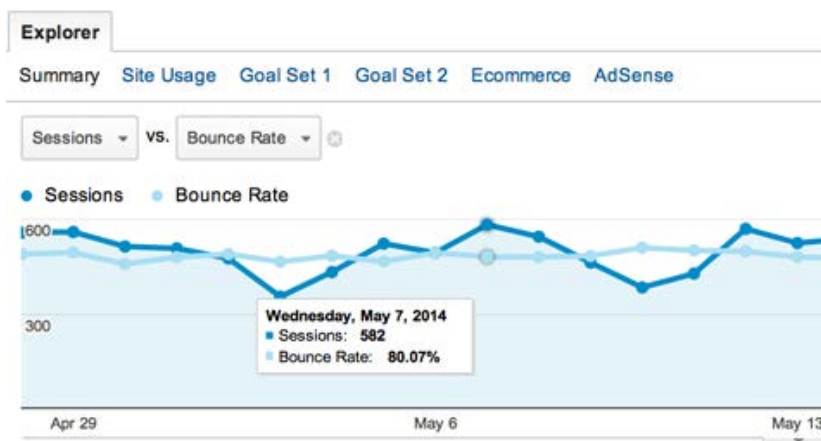 Explorer
Summary Site Usage Goal Set 1 Goal Set 2 Ecommerce AdSense
Sessions vs. Bounce Rate
Sessions Bounce Rate
600
300
Wednesday, May 7, 2014
Sessions: 582
Bounce Rate: 80.07%
Apr 29 May 6 May 13